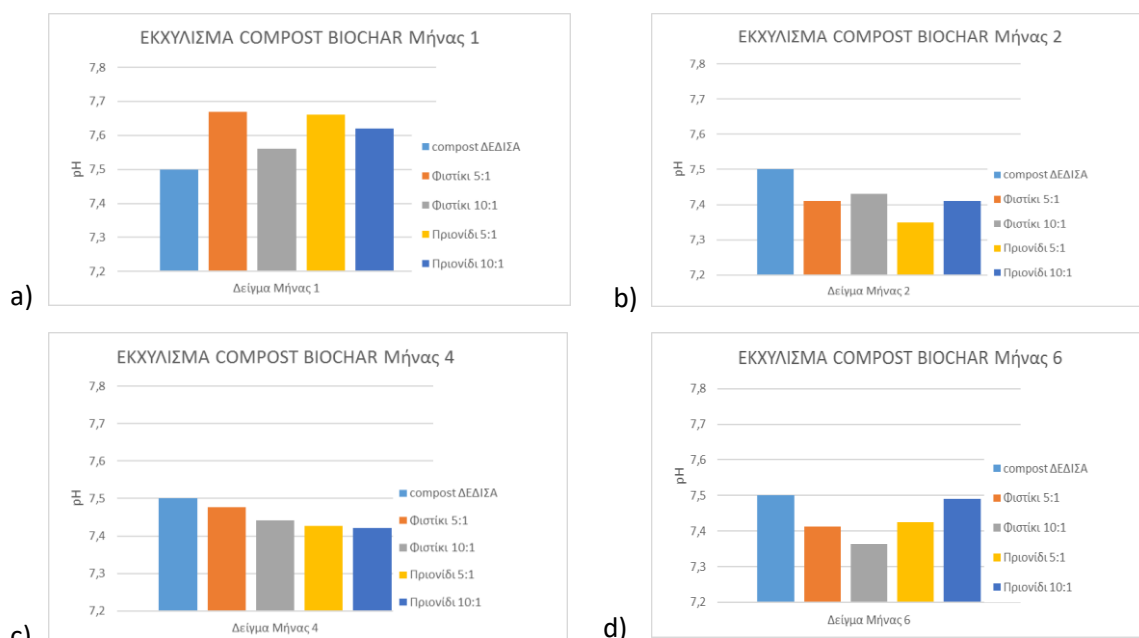 ΕΚΧΥΛΙΣΜΑ COMPOST BIOCHAR Μήνας 1
7,8
7,7
7,6
7,5
7,4
7,3
7,2
pH
Δείγμα Μήνας 1
compost ΔΕΔΙΣΑ
Φιστίκι 5:1
Φιστίκι 10:1
Πριονίδι 5:1
Πριονίδι 10:1
a)
ΕΚΧΥΛΙΣΜΑ COMPOST BIOCHAR Μήνας 2
7,8
7,7
7,6
7,5
7,4
7,3
7,2
pH
Δείγμα Μήνας 2
compost ΔΕΔΙΣΑ
Φιστίκι 5:1
Φιστίκι 10:1
Πριονίδι 5:1
Πριονίδι 10:1
b)
ΕΚΧΥΛΙΣΜΑ COMPOST BIOCHAR Μήνας 4
7,8
7,7
7,6
7,5
7,4
7,3
7,2
pH
Δείγμα Μήνας 4
compost ΔΕΔΙΣΑ
Φιστίκι 5:1
Φιστίκι 10:1
Πριονίδι 5:1
Πριονίδι 10:1
c)
ΕΚΧΥΛΙΣΜΑ COMPOST BIOCHAR Μήνας 6
7,8
7,7
7,6
7,5
7,4
7,3
7,2
pH
Δείγμα Μήνας 6
compost ΔΕΔΙΣΑ
Φιστίκι 5:1
Φιστίκι 10:1
Πριονίδι 5:1
Πριονίδι 10:1
d)